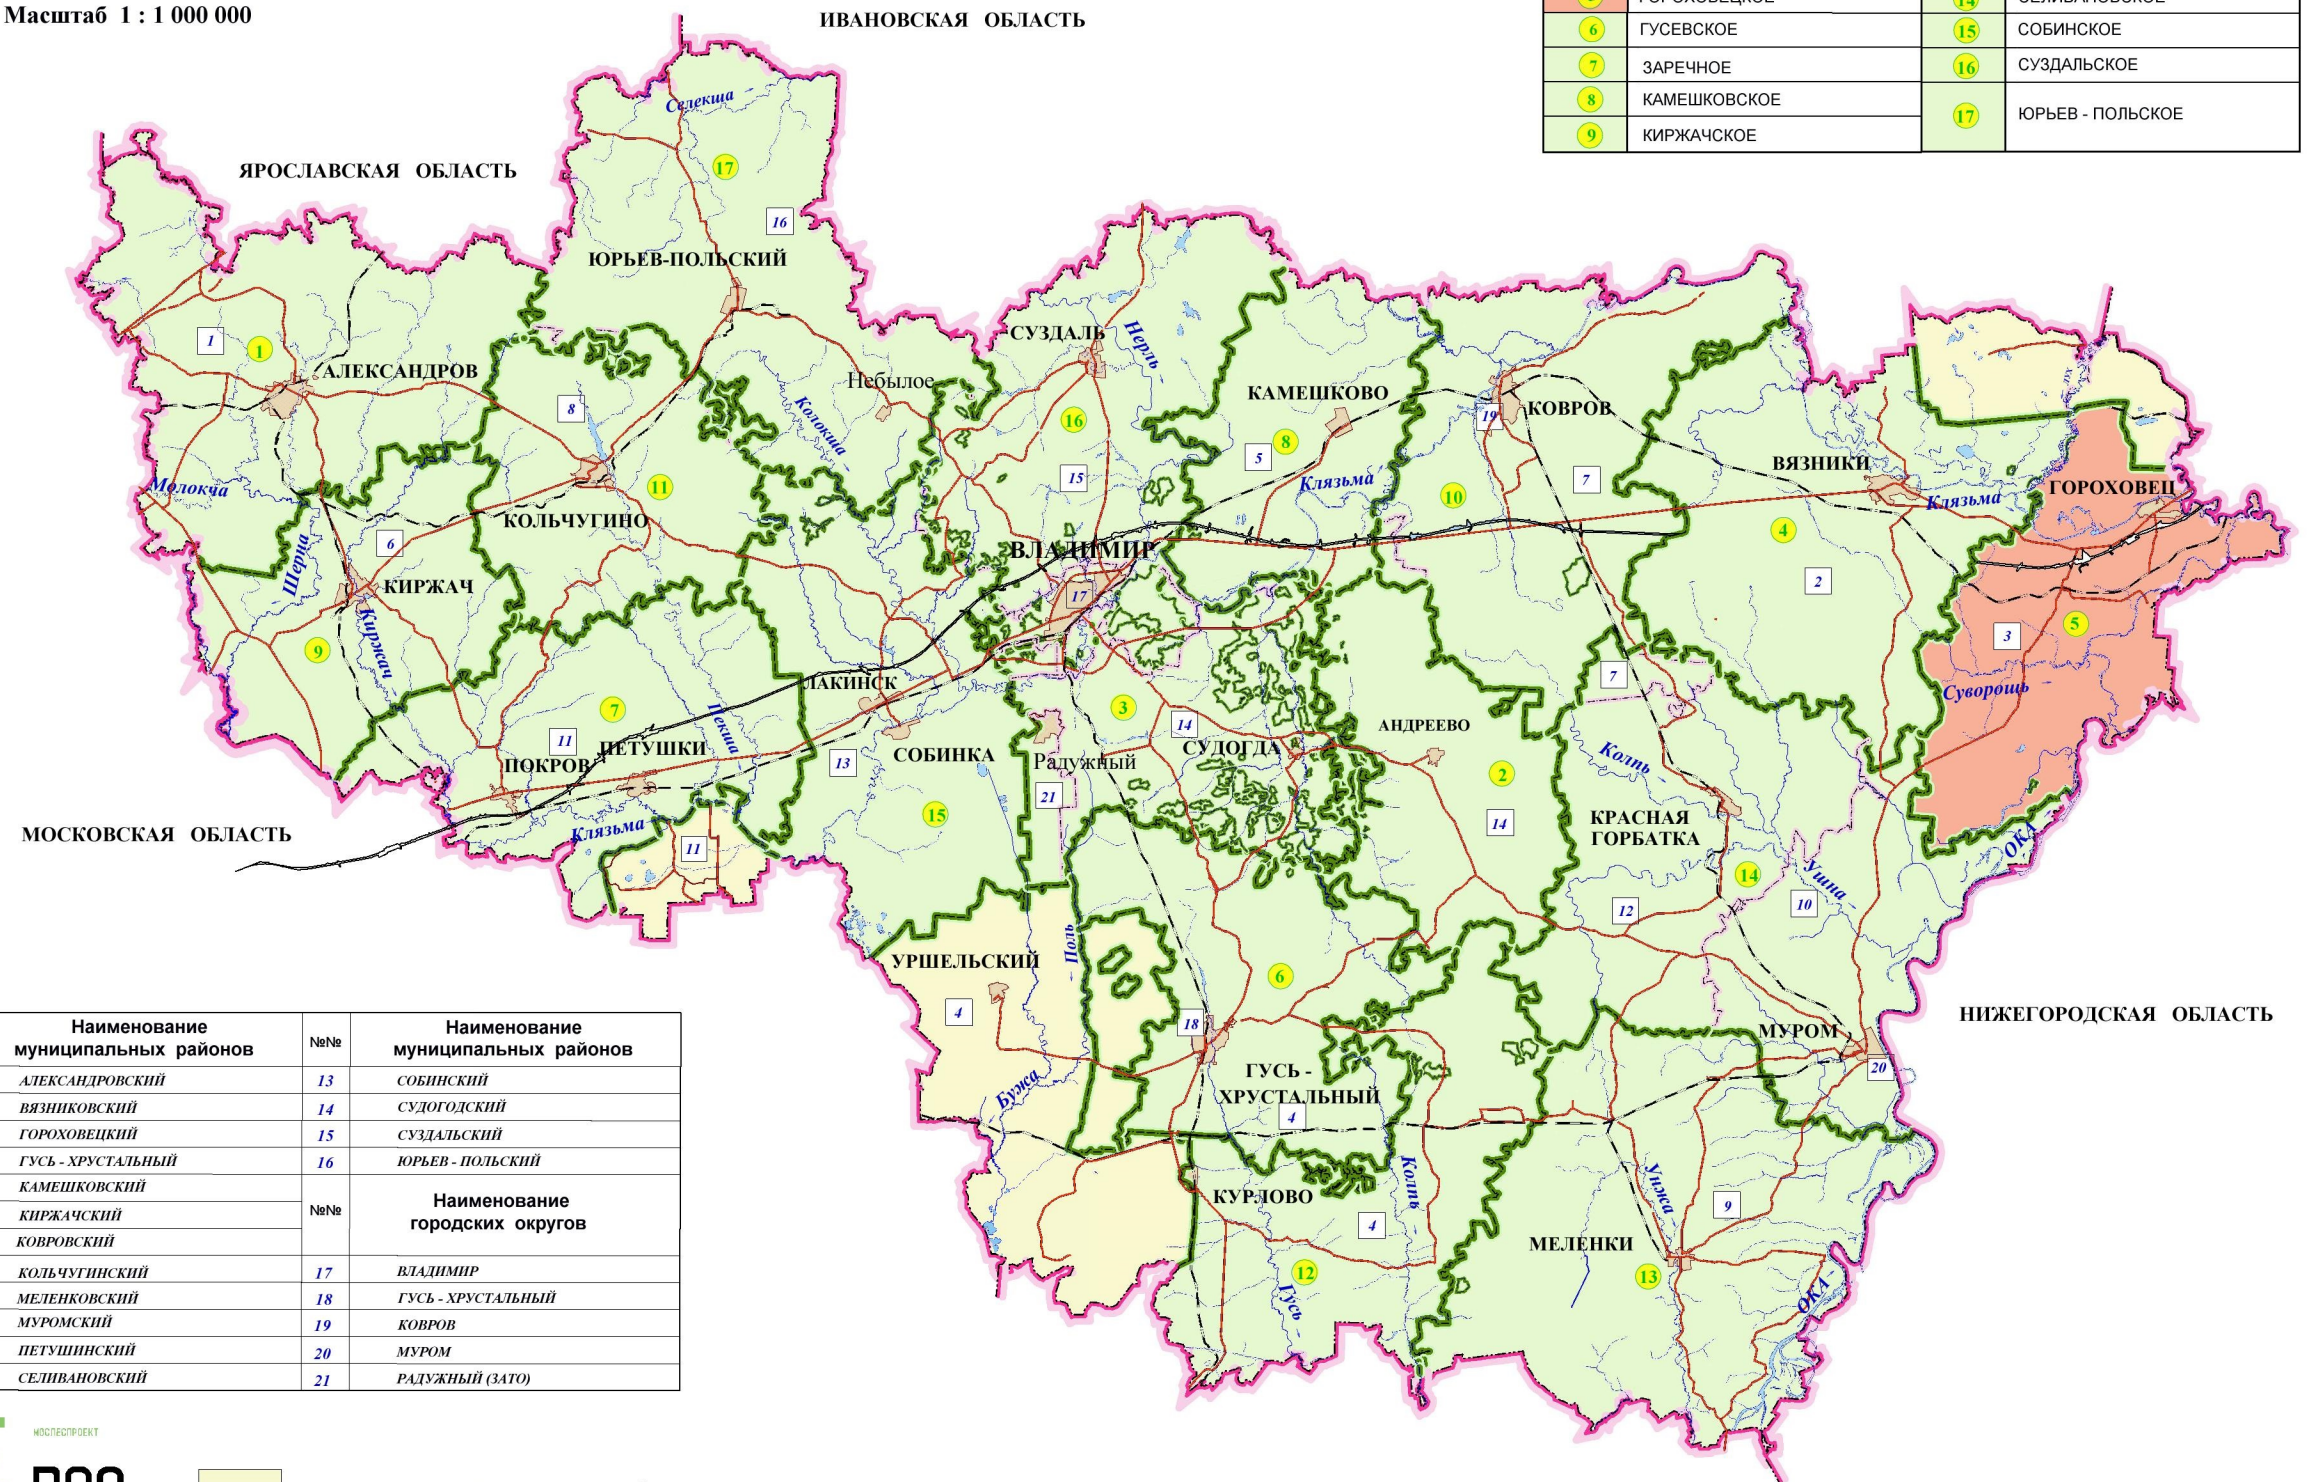 Масштаб 1 : 1 000 000
ИВАНОВСКАЯ ОБЛАСТЬ
5 ГОРОХОВЕЦКОЕ 14 СЕЛИВАНОВСКОЕ
6 ГУСЕВСКОЕ 15 СОБИНСКОЕ
7 ЗАРЕЧНОЕ 16 СУЗДАЛЬСКОЕ
8 КАМЕШКОВСКОЕ 17 ЮРЬЕВ - ПОЛЬСКОЕ
9 КИРЖАЧСКОЕ
Селекша
ЯРОСЛАВСКАЯ ОБЛАСТЬ
17
16
ЮРЬЕВ-ПОЛЬСКИЙ
СУЗДАЛЬ
Нерль
1
1
АЛЕКСАНДРОВ
Небылое
КАМЕШКОВО
КОВРОВ
19
8
Колокша
16
8
5
Клязьма
10
7
ВЯЗНИКИ
Клязьма
ГОРОХОВЕЦ
Лух
Молокча
11
15
КОЛЬЧУГИНО
4
6
Шерна
ВЛАДИМИР
КИРЖАЧ
17
2
Киржач
9
3
5
7
Суворощь
ЛАКИНСК
7
Пекша
3
14
АНДРЕЕВО
11
ПЕТУШКИ
ПОКРОВ
13
СОБИНКА
СУДОГДА
Радужный
21
2
Колпь
14
15
КРАСНАЯ
ГОРБАТКА
МОСКОВСКАЯ ОБЛАСТЬ
Клязьма
11
ОКА
14
Ушна
10
12
Поль
УРШЕЛЬСКИЙ
6
4
18
НИЖЕГОРОДСКАЯ ОБЛАСТЬ
МУРОМ
20
Бужа
ГУСЬ -
ХРУСТАЛЬНЫЙ
4
КУРЛОВО
Колпь
4
Унжа
9
МЕЛЕНКИ
12
13
Гусь
ОКА
Наименование
муниципальных районов
№№
Наименование
муниципальных районов
АЛЕКСАНДРОВСКИЙ 13 СОБИНСКИЙ
ВЯЗНИКОВСКИЙ 14 СУДОГОДСКИЙ
ГОРОХОВЕЦКИЙ 15 СУЗДАЛЬСКИЙ
ГУСЬ - ХРУСТАЛЬНЫЙ 16 ЮРЬЕВ - ПОЛЬСКИЙ
КАМЕШКОВСКИЙ
КИРЖАЧСКИЙ
КОВРОВСКИЙ
№№
Наименование
городских округов
КОЛЬЧУГИНСКИЙ 17 ВЛАДИМИР
МЕЛЕНКОВСКИЙ 18 ГУСЬ - ХРУСТАЛЬНЫЙ
МУРОМСКИЙ 19 КОВРОВ
ПЕТУШИНСКИЙ 20 МУРОМ
СЕЛИВАНОВСКИЙ 21 РАДУЖНЫЙ (ЗАТО)
МОСЛЕСПРОЕКТ